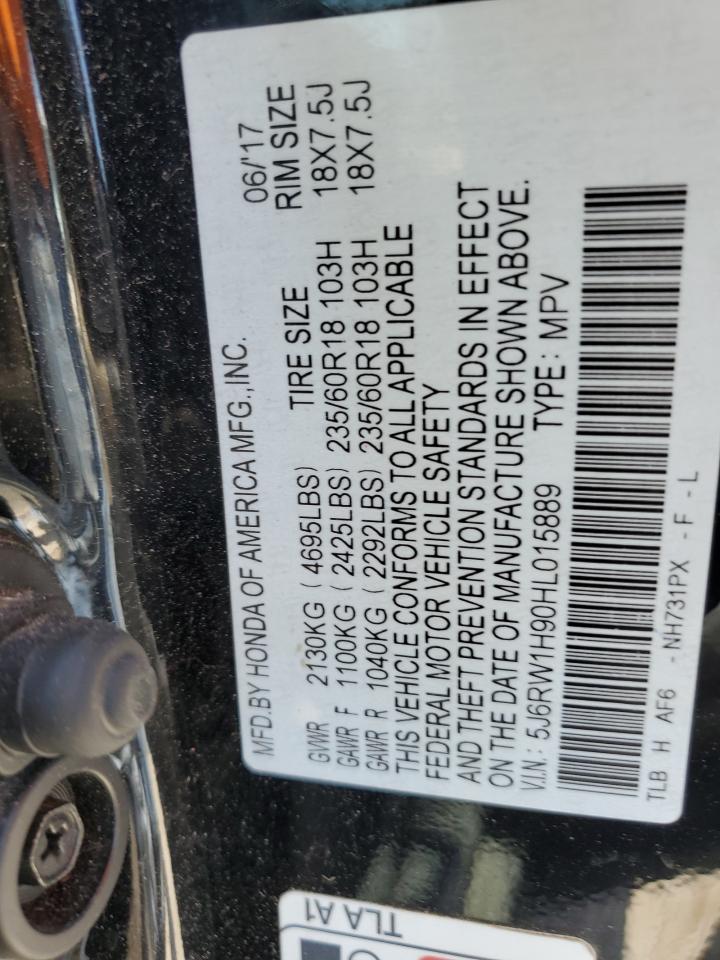 MFD.BY HONDA OF AMERICA MFG.,INC. 06/'17
TIRE SIZE RIM SIZE
GVWR 2130KG ( 4695LBS)
GAWR F 1100KG ( 2425LBS) 235/60R18 103H 18X7.5J
GAWR R 1040KG ( 2292LBS) 235/60R18 103H 18X7.5J
THIS VEHICLE CONFORMS TO ALL APPLICABLE
FEDERAL MOTOR VEHICLE SAFETY
AND THEFT PREVENTION STANDARDS IN EFFECT
ON THE DATE OF MANUFACTURE SHOWN ABOVE.
V.I.N.: 5J6RW1H90HL015889 TYPE: MPV
TLB H AF6 -NH731PX -F-L
TLA A1